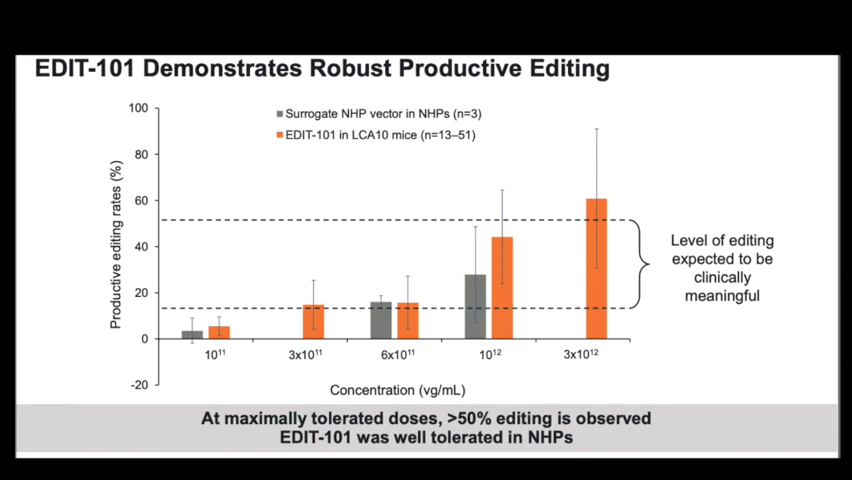 EDIT-101 Demonstrates Robust Productive Editing
Surrogate NHP vector in NHPs (n=3)
EDIT-101 in LCA10 mice (n=13–51)
Productive editing rates (%)
100
80
60
40
20
0
-20
10¹¹
3x10¹¹
6x10¹¹
10¹²
3x10¹²
Concentration (vg/mL)
Level of editing
expected to be
clinically
meaningful
At maximally tolerated doses, >50% editing is observed
EDIT-101 was well tolerated in NHPs